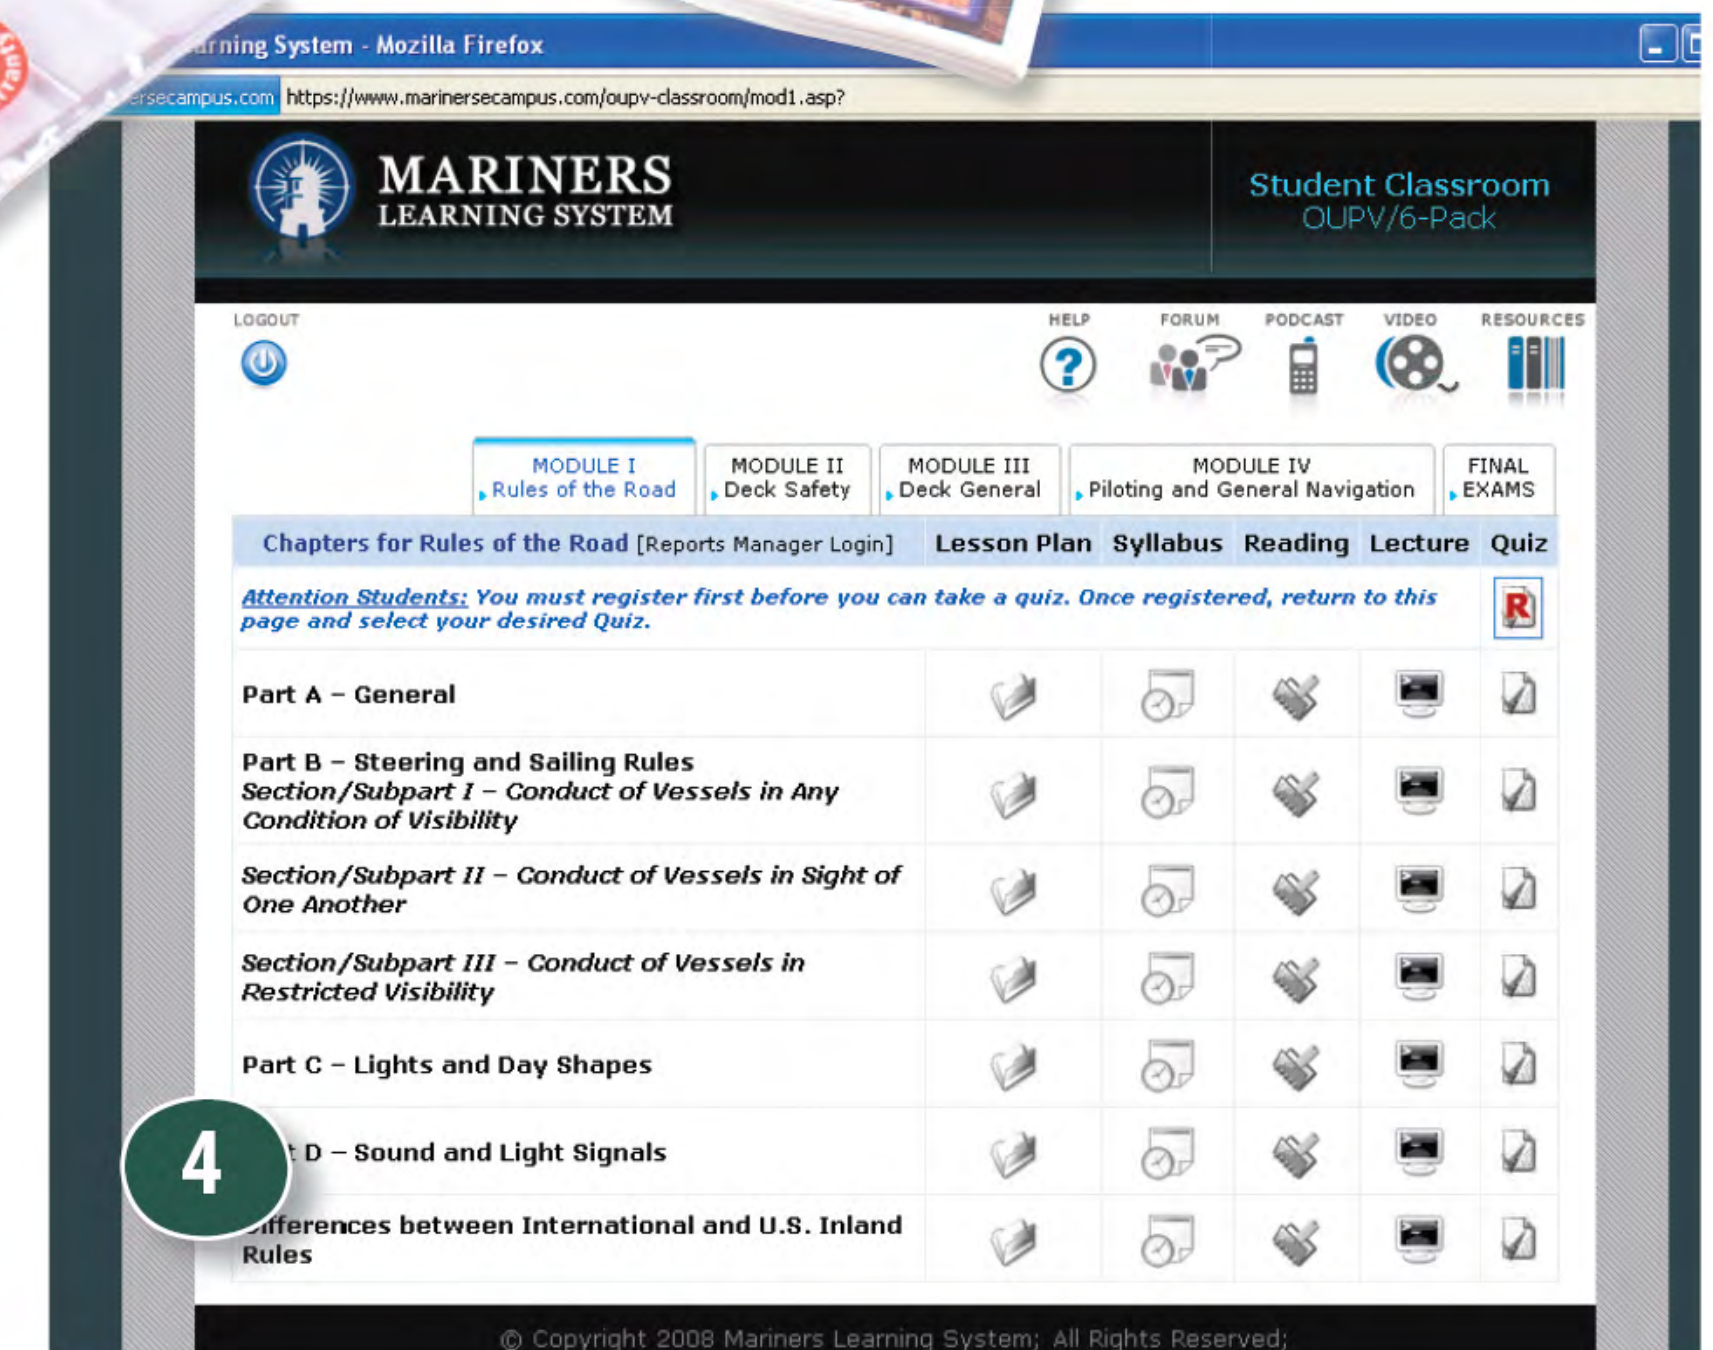 rning System - Mozilla Firefox
ersecampus.com https://www.marinersecampus.com/oupv-classroom/mod1.asp?
MARINERS
LEARNING SYSTEM
Student Classroom
OUPV/6-Pack
LOGOUT
HELP FORUM PODCAST VIDEO RESOURCES
MODULE I
Rules of the Road
MODULE II
Deck Safety
MODULE III
Deck General
MODULE IV
Piloting and General Navigation
FINAL
EXAMS
Chapters for Rules of the Road [Reports Manager Login] Lesson Plan Syllabus Reading Lecture Quiz
Attention Students: You must register first before you can take a quiz. Once registered, return to this
page and select your desired Quiz.
R
Part A – General
Part B – Steering and Sailing Rules
Section/Subpart I – Conduct of Vessels in Any
Condition of Visibility
Section/Subpart II – Conduct of Vessels in Sight of
One Another
Section/Subpart III – Conduct of Vessels in
Restricted Visibility
Part C – Lights and Day Shapes
4
t D – Sound and Light Signals
ifferences between International and U.S. Inland
Rules
© Copyright 2008 Mariners Learning System; All Rights Reserved;